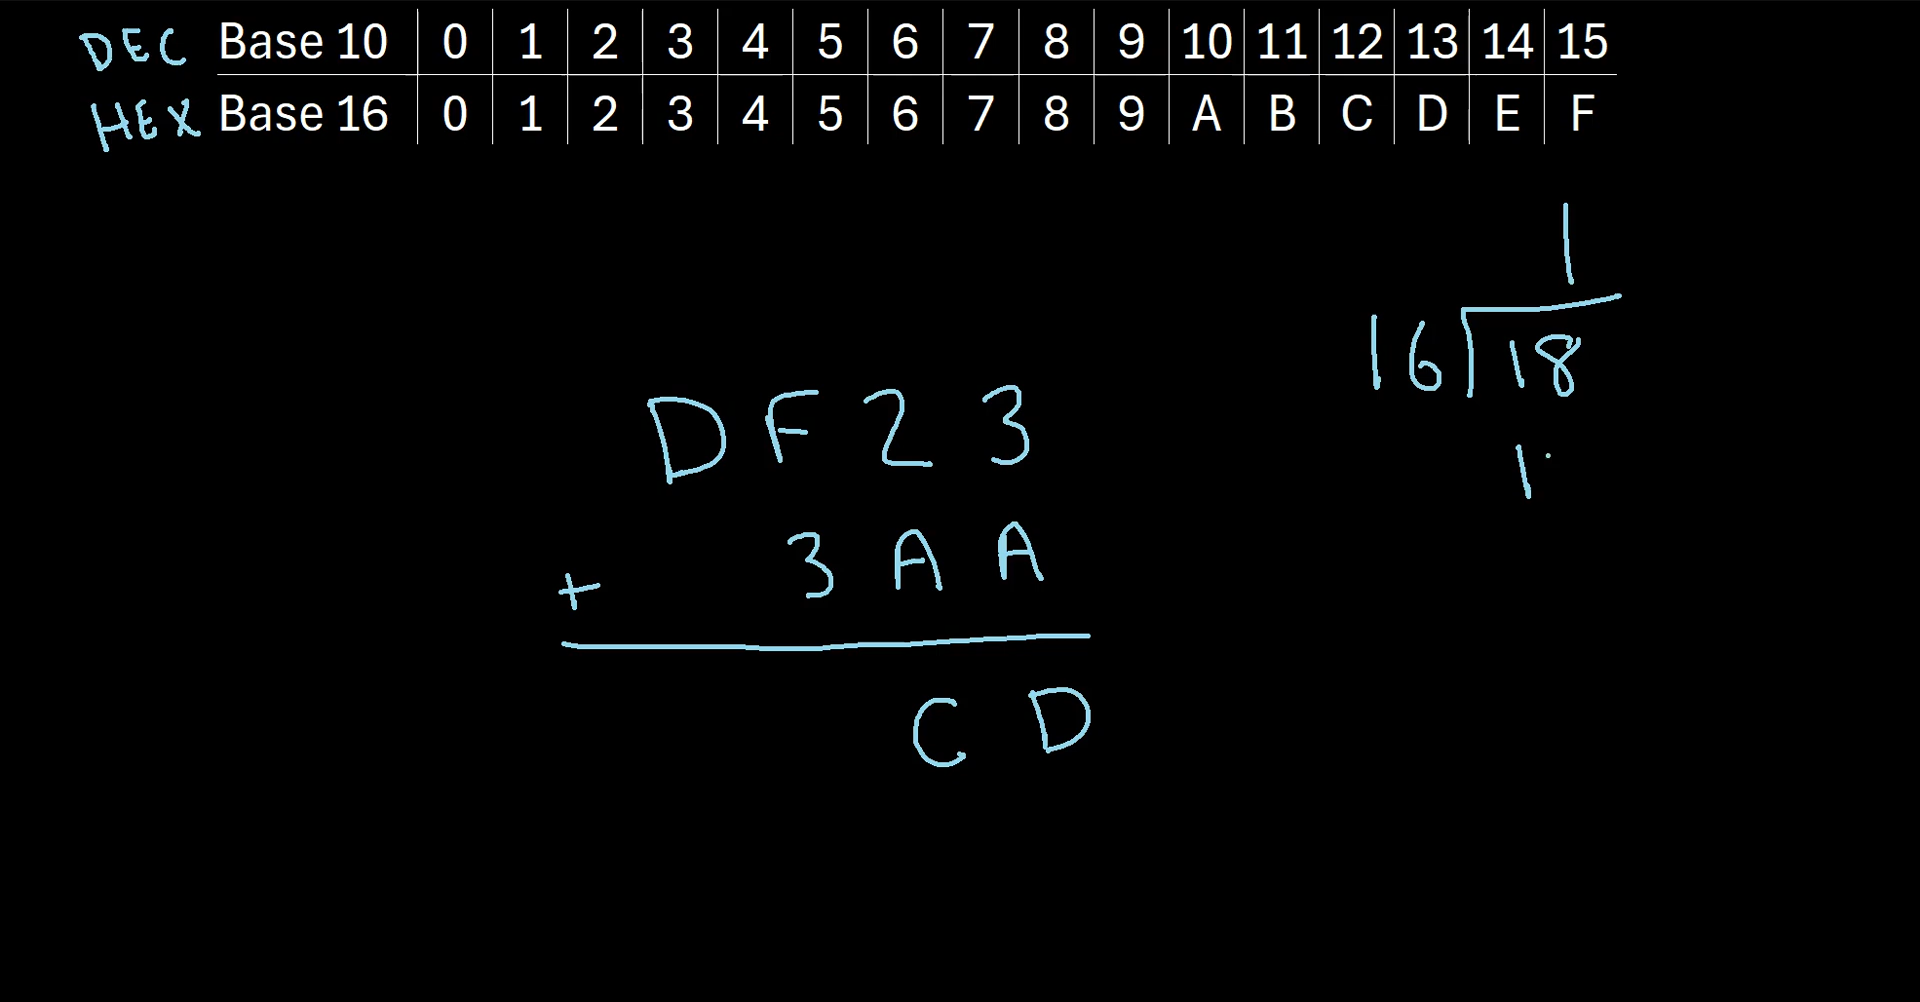 DEC Base 10 0 1 2 3 4 5 6 7 8 9 10 11 12 13 14 15
HEX Base 16 0 1 2 3 4 5 6 7 8 9 A B C D E F
1
16 18
1
DF23
+ 3AA
CD